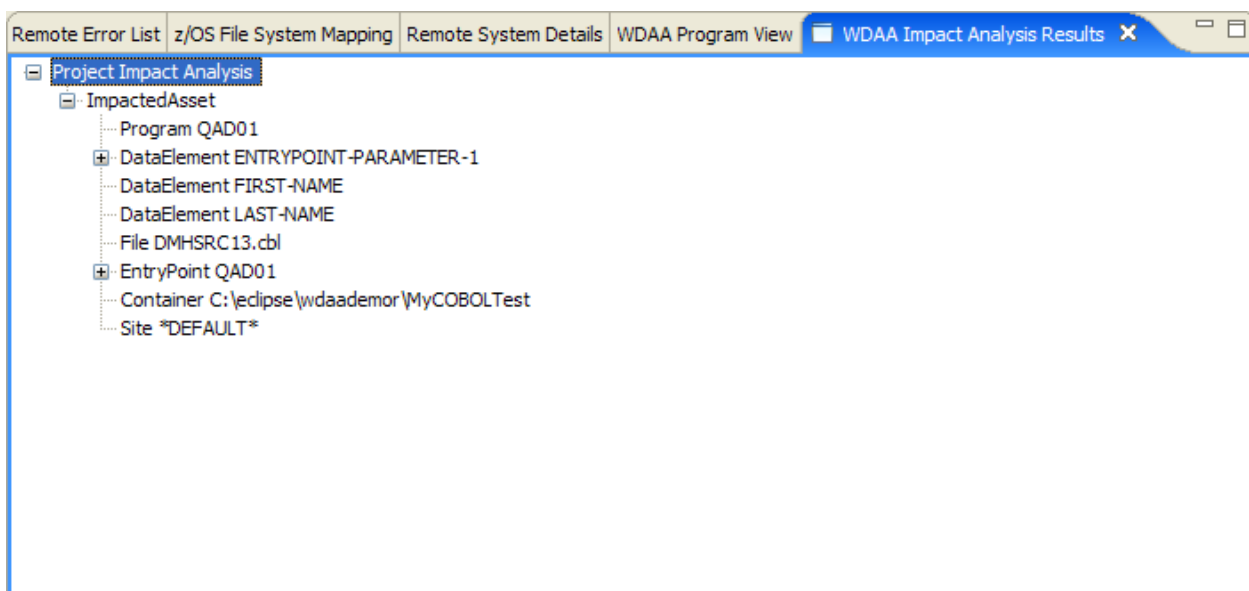 Remote Error List z/OS File System Mapping Remote System Details WDAA Program View WDAA Impact Analysis Results
Project Impact Analysis
ImpactedAsset
Program QAD01
DataElement ENTRYPOINT-PARAMETER-1
DataElement FIRST-NAME
DataElement LAST-NAME
File DMHSRC13.cbl
EntryPoint QAD01
Container C:\eclipse\wdaademor\MyCOBOLTest
Site *DEFAULT*